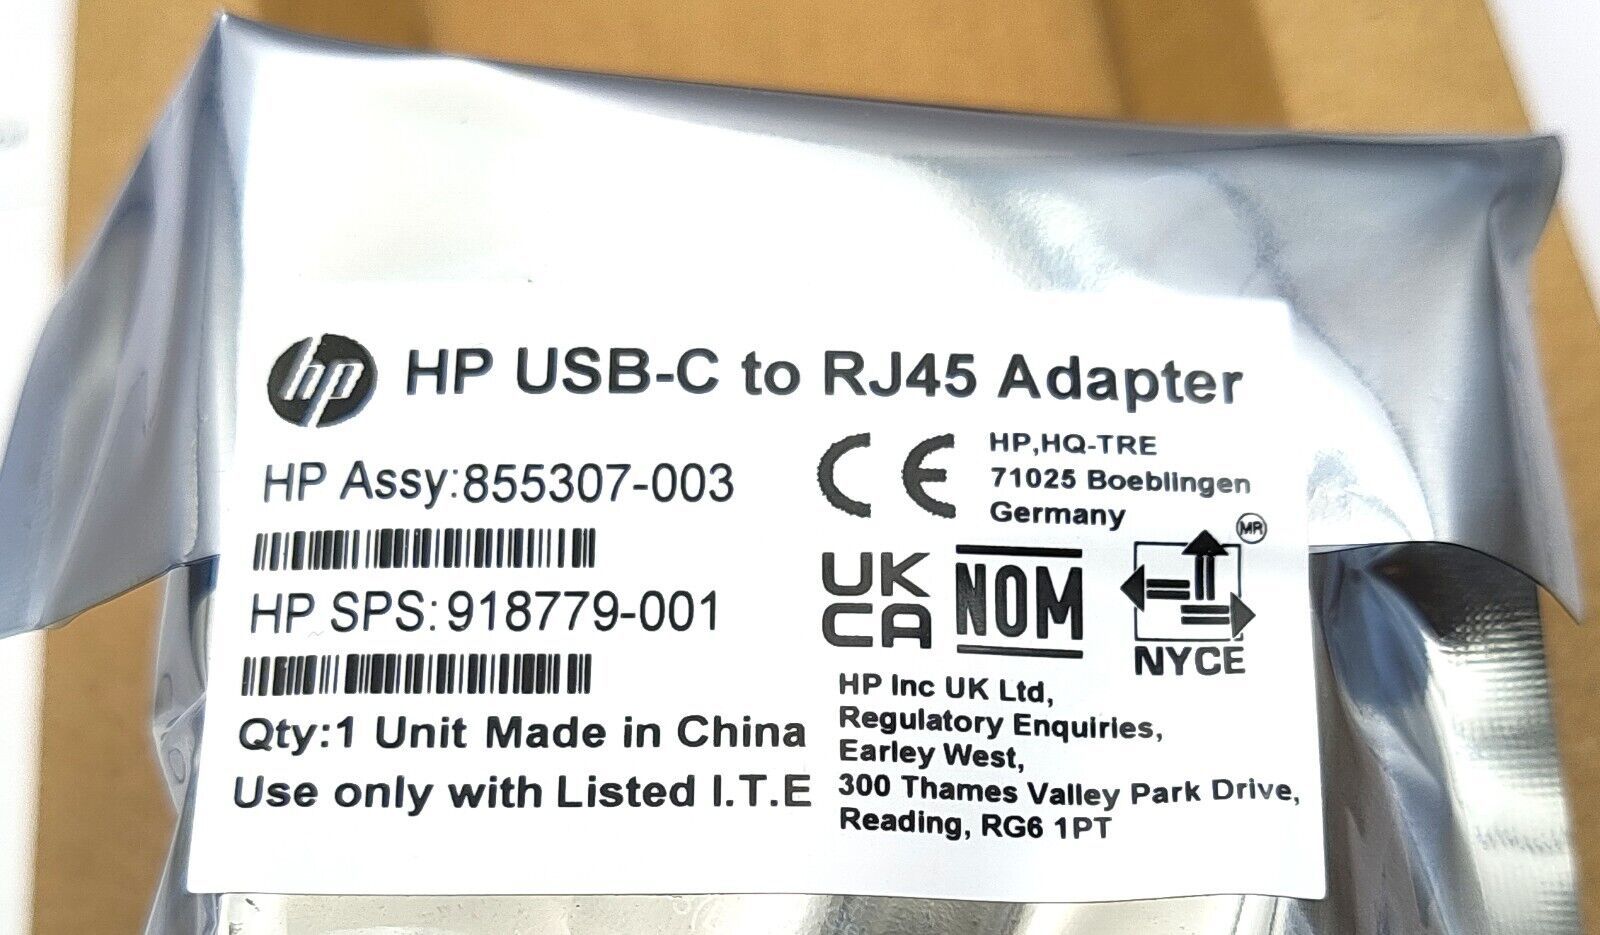 hp HP USB-C to RJ45 Adapter
HP Assy:855307-003
HP SPS:918779-001
Qty:1 Unit Made in China
Use only with Listed I.T.E
CE
HP,HQ-TRE
71025 Boeblingen
Germany
UK
CA
NOM
MR
NYCE
HP Inc UK Ltd,
Regulatory Enquiries,
Earley West,
300 Thames Valley Park Drive,
Reading, RG6 1PT